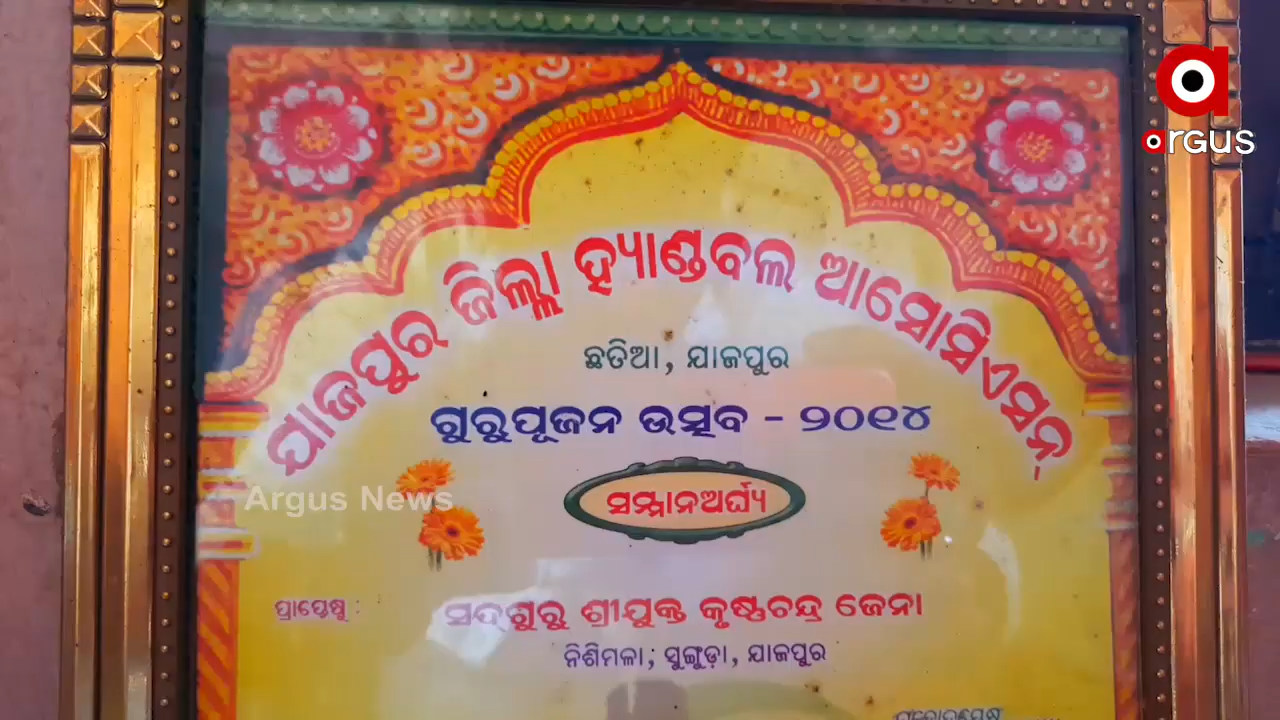 argus
ଯାଜପୁର ଜିଲ୍ଲା ହ୍ୟାଣ୍ଡବଲ ଆସୋସିଏସନ୍
ଛତିଆ, ଯାଜପୁର
ଗୁରୁପୂଜନ ଉତ୍ସବ - ୨୦୧୪
Argus News
ସମ୍ମାନଅର୍ଘ୍ୟ
ପ୍ରାପ୍ତେଷୁ :
ସଦ୍‌ଗୁରୁ ଶ୍ରୀଯୁକ୍ତ କୃଷ୍ଣଚନ୍ଦ୍ର ଜେନା
ନିଶିମଳା, ସୁଙ୍ଗୁଡ଼ା, ଯାଜପୁର